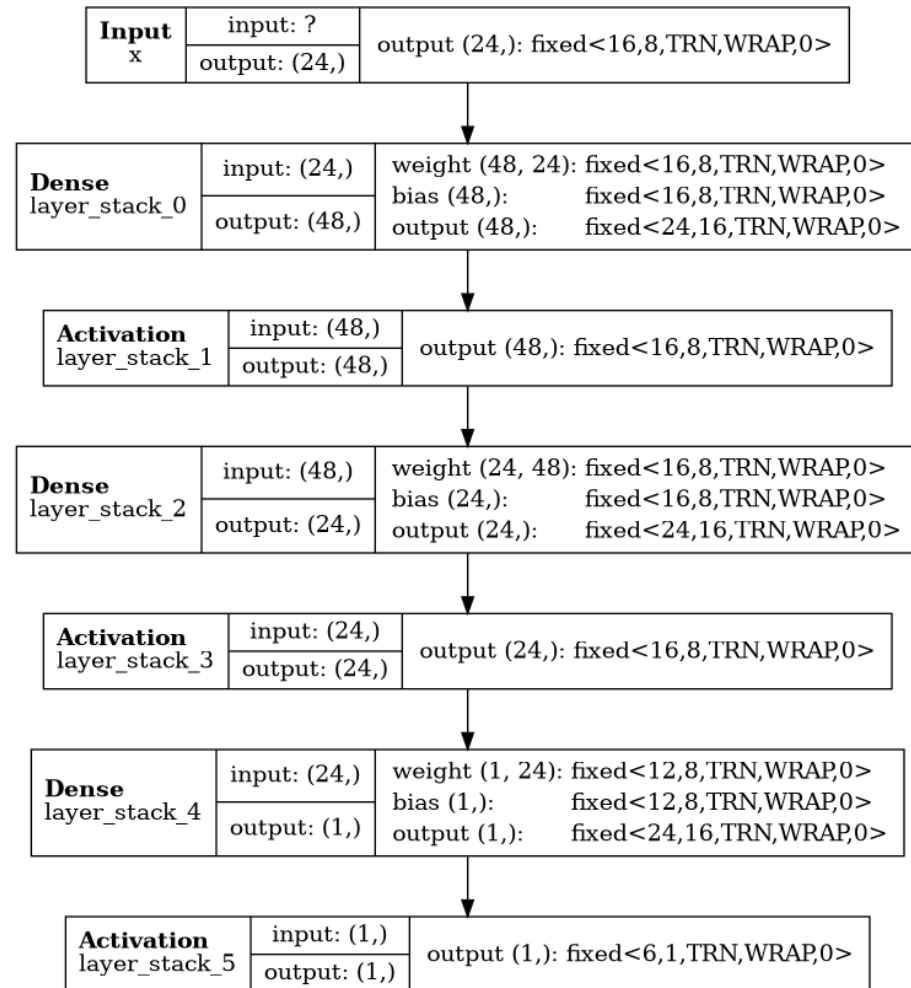 Input
x
input: ?
output: (24,)
output (24,): fixed<16,8,TRN,WRAP,0>
Dense
layer_stack_0
input: (24,)
output: (48,)
weight (48, 24): fixed<16,8,TRN,WRAP,0>
bias (48,): fixed<16,8,TRN,WRAP,0>
output (48,): fixed<24,16,TRN,WRAP,0>
Activation
layer_stack_1
input: (48,)
output: (48,)
output (48,): fixed<16,8,TRN,WRAP,0>
Dense
layer_stack_2
input: (48,)
output: (24,)
weight (24, 48): fixed<16,8,TRN,WRAP,0>
bias (24,): fixed<16,8,TRN,WRAP,0>
output (24,): fixed<24,16,TRN,WRAP,0>
Activation
layer_stack_3
input: (24,)
output: (24,)
output (24,): fixed<16,8,TRN,WRAP,0>
Dense
layer_stack_4
input: (24,)
output: (1,)
weight (1, 24): fixed<12,8,TRN,WRAP,0>
bias (1,): fixed<12,8,TRN,WRAP,0>
output (1,): fixed<24,16,TRN,WRAP,0>
Activation
layer_stack_5
input: (1,)
output: (1,)
output (1,): fixed<6,1,TRN,WRAP,0>